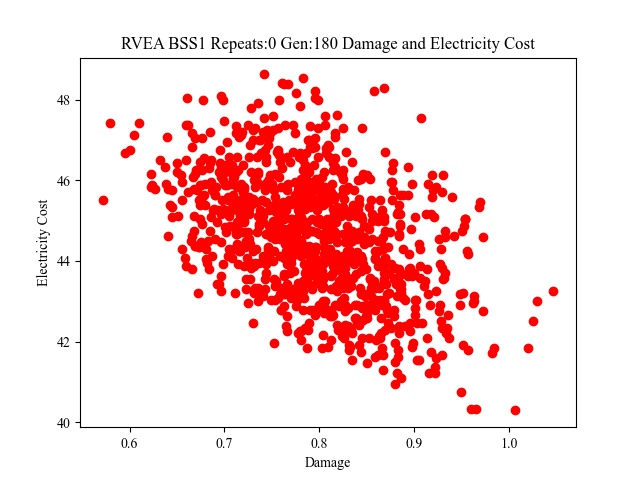 RVEA BSS1 Repeats:0 Gen:180 Damage and Electricity Cost
48
46
44
42
40
Electricity Cost
0.6 0.7 0.8 0.9 1.0
Damage